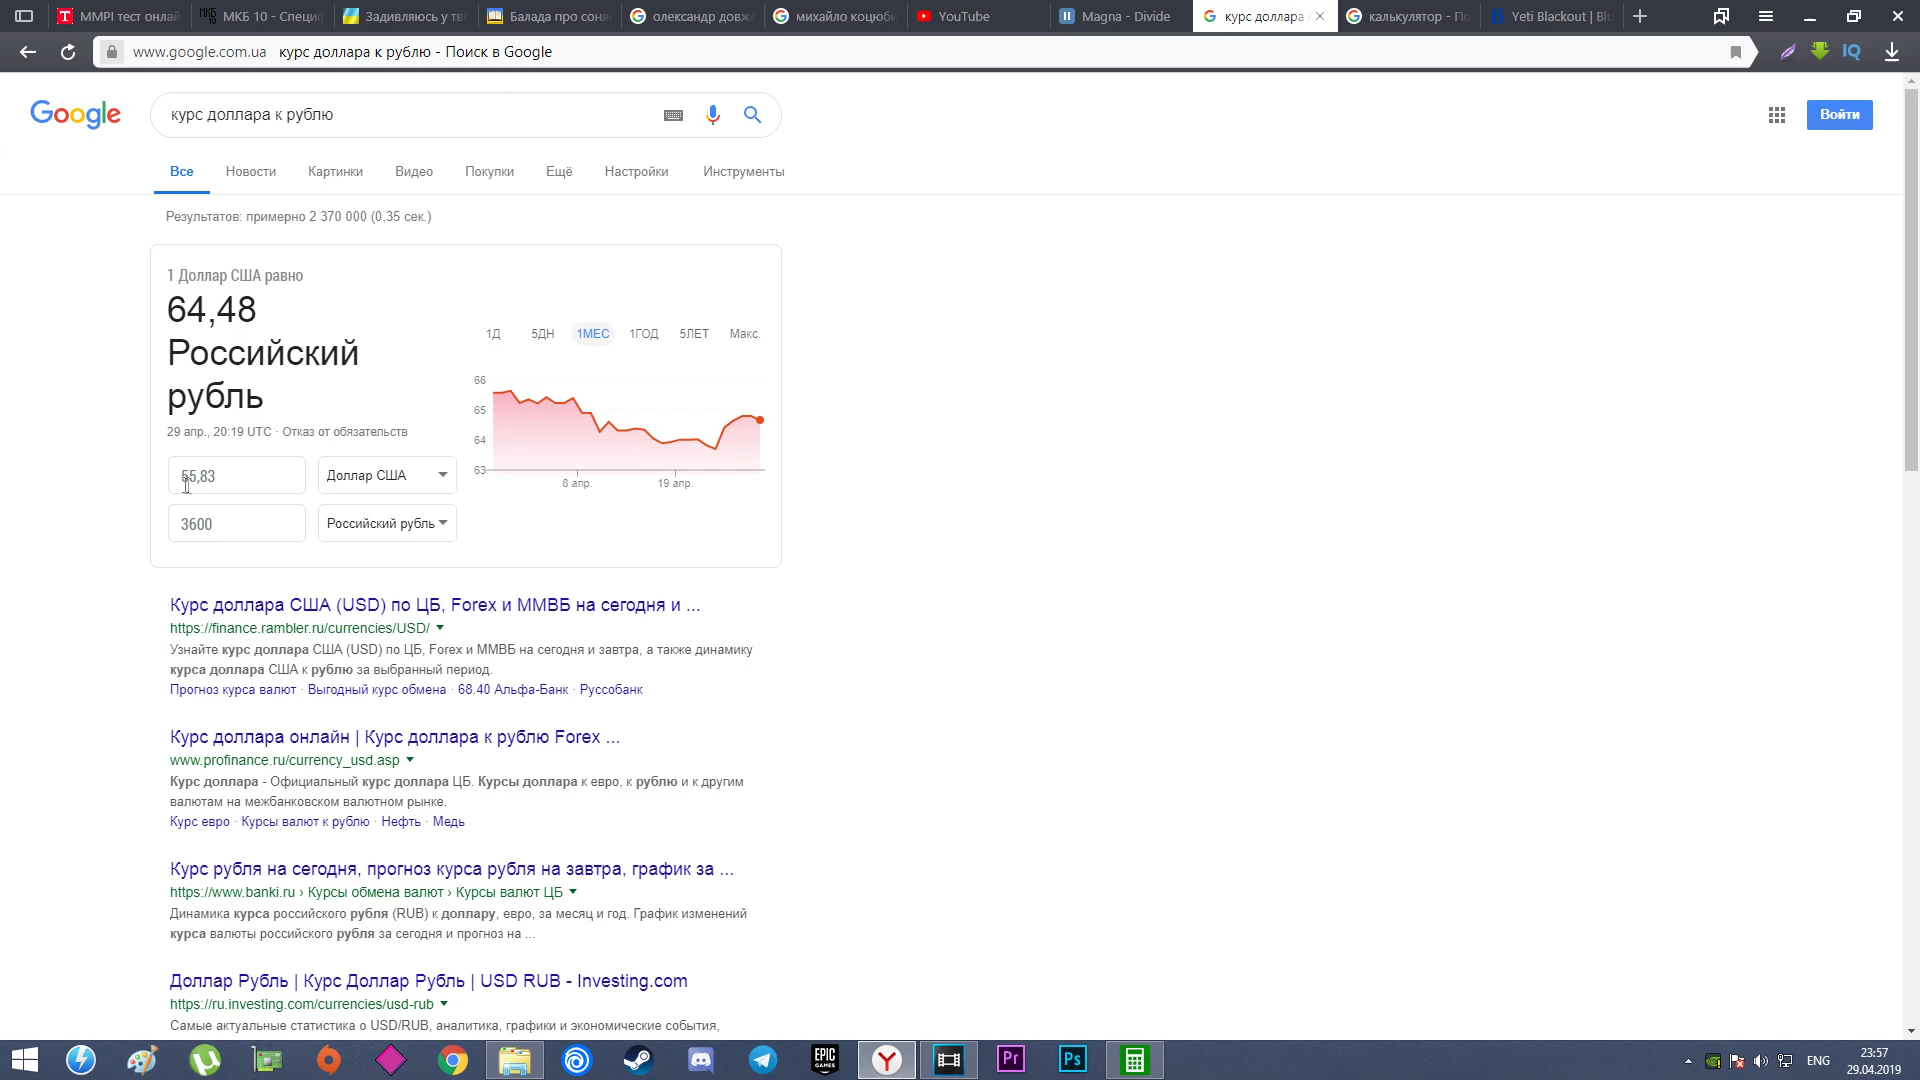 MMPI тест онлай
МКБ 10 - Специф
Задивляюсь у тв
Балада про соня
олександр довж
михайло коцюби
YouTube
Magna - Divide
курс доллара
калькулятор - По
Yeti Blackout | Blu
www.google.com.ua курс доллара к рублю - Поиск в Google
IQ
Google
курс доллара к рублю
Войти
Все Новости Картинки Видео Покупки Ещё Настройки Инструменты
Результатов: примерно 2 370 000 (0,35 сек.)
1 Доллар США равно
64,48
Российский
рубль
29 апр., 20:19 UTC · Отказ от обязательств
55,83 Доллар США
3600 Российский рубль
1Д 5ДН 1МЕС 1ГОД 5ЛЕТ Макс.
66
65
64
63
8 апр. 19 апр.
Курс доллара США (USD) по ЦБ, Forex и ММВБ на сегодня и ...
https://finance.rambler.ru/currencies/USD/
Узнайте курс доллара США (USD) по ЦБ, Forex и ММВБ на сегодня и завтра, а также динамику
курса доллара США к рублю за выбранный период.
Прогноз курса валют · Выгодный курс обмена · 68.40 Альфа-Банк · Руссобанк
Курс доллара онлайн | Курс доллара к рублю Forex ...
www.profinance.ru/currency_usd.asp
Курс доллара - Официальный курс доллара ЦБ. Курсы доллара к евро, к рублю и к другим
валютам на межбанковском валютном рынке.
Курс евро · Курсы валют к рублю · Нефть · Медь
Курс рубля на сегодня, прогноз курса рубля на завтра, график за ...
https://www.banki.ru › Курсы обмена валют › Курсы валют ЦБ
Динамика курса российского рубля (RUB) к доллару, евро, за месяц и год. График изменений
курса валюты российского рубля за сегодня и прогноз на ...
Доллар Рубль | Курс Доллар Рубль | USD RUB - Investing.com
https://ru.investing.com/currencies/usd-rub
Самые актуальные статистика о USD/RUB, аналитика, графики и экономические события,
EPIC
GAMES
Pr
Ps
ENG
23:57
29.04.2019